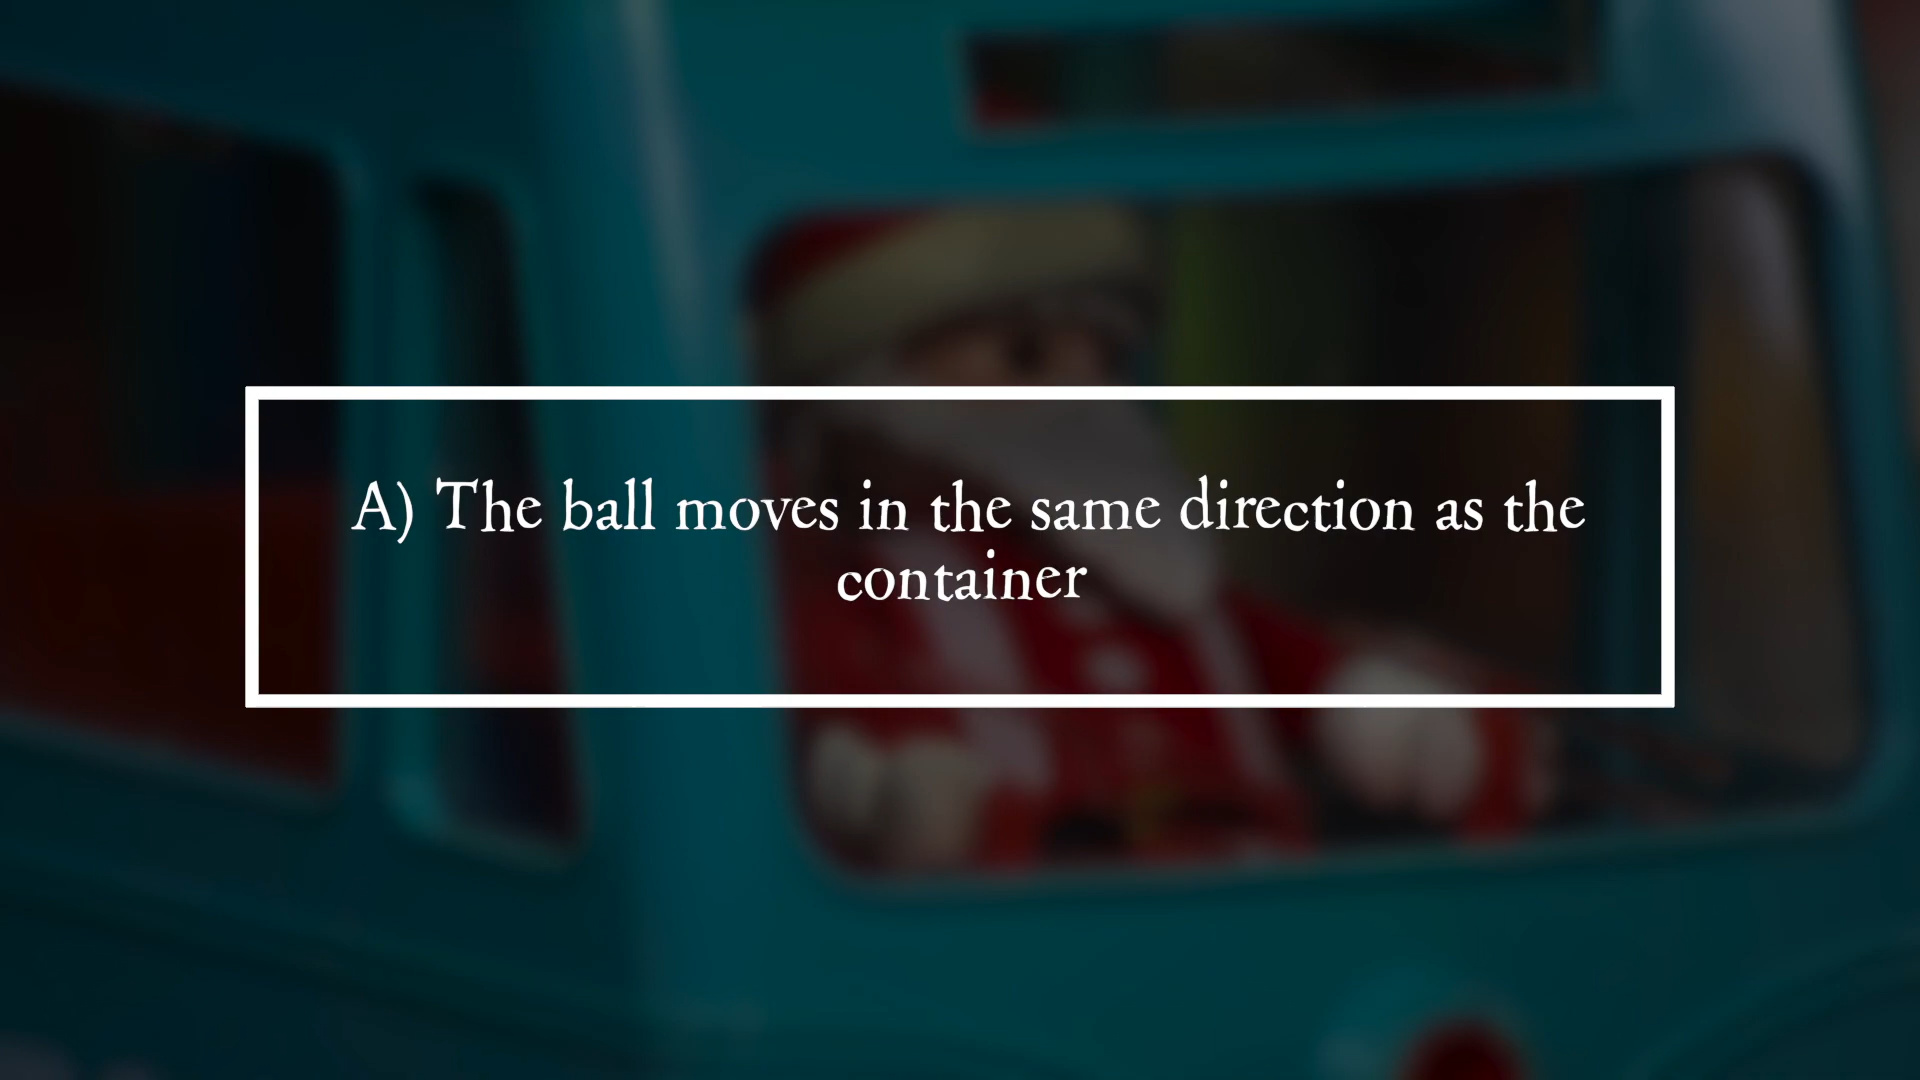 A) The ball moves in the same direction as the
container